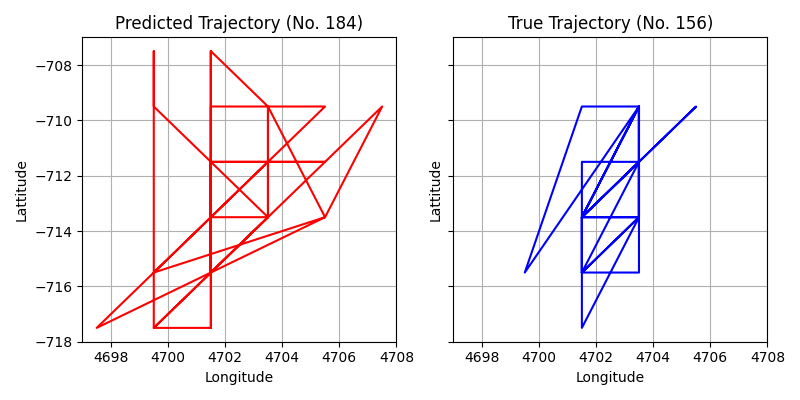 Predicted Trajectory (No. 184)
True Trajectory (No. 156)
−708
−710
−712
−714
−716
−718
Lattitude
Lattitude
4698 4700 4702 4704 4706 4708
4698 4700 4702 4704 4706 4708
Longitude
Longitude